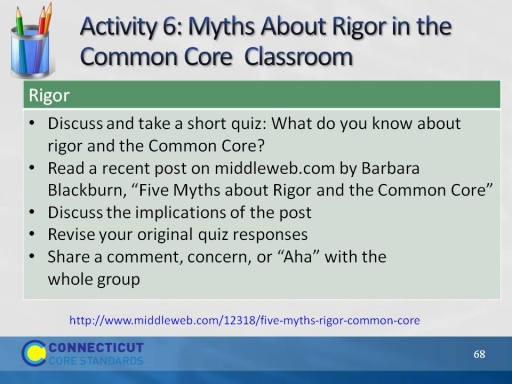 Activity 6: Myths About Rigor in the
Common Core Classroom
Rigor
• Discuss and take a short quiz: What do you know about
rigor and the Common Core?
• Read a recent post on middleweb.com by Barbara
Blackburn, “Five Myths about Rigor and the Common Core”
• Discuss the implications of the post
• Revise your original quiz responses
• Share a comment, concern, or “Aha” with the
whole group
http://www.middleweb.com/12318/five-myths-rigor-common-core
CONNECTICUT
CORE STANDARDS
68